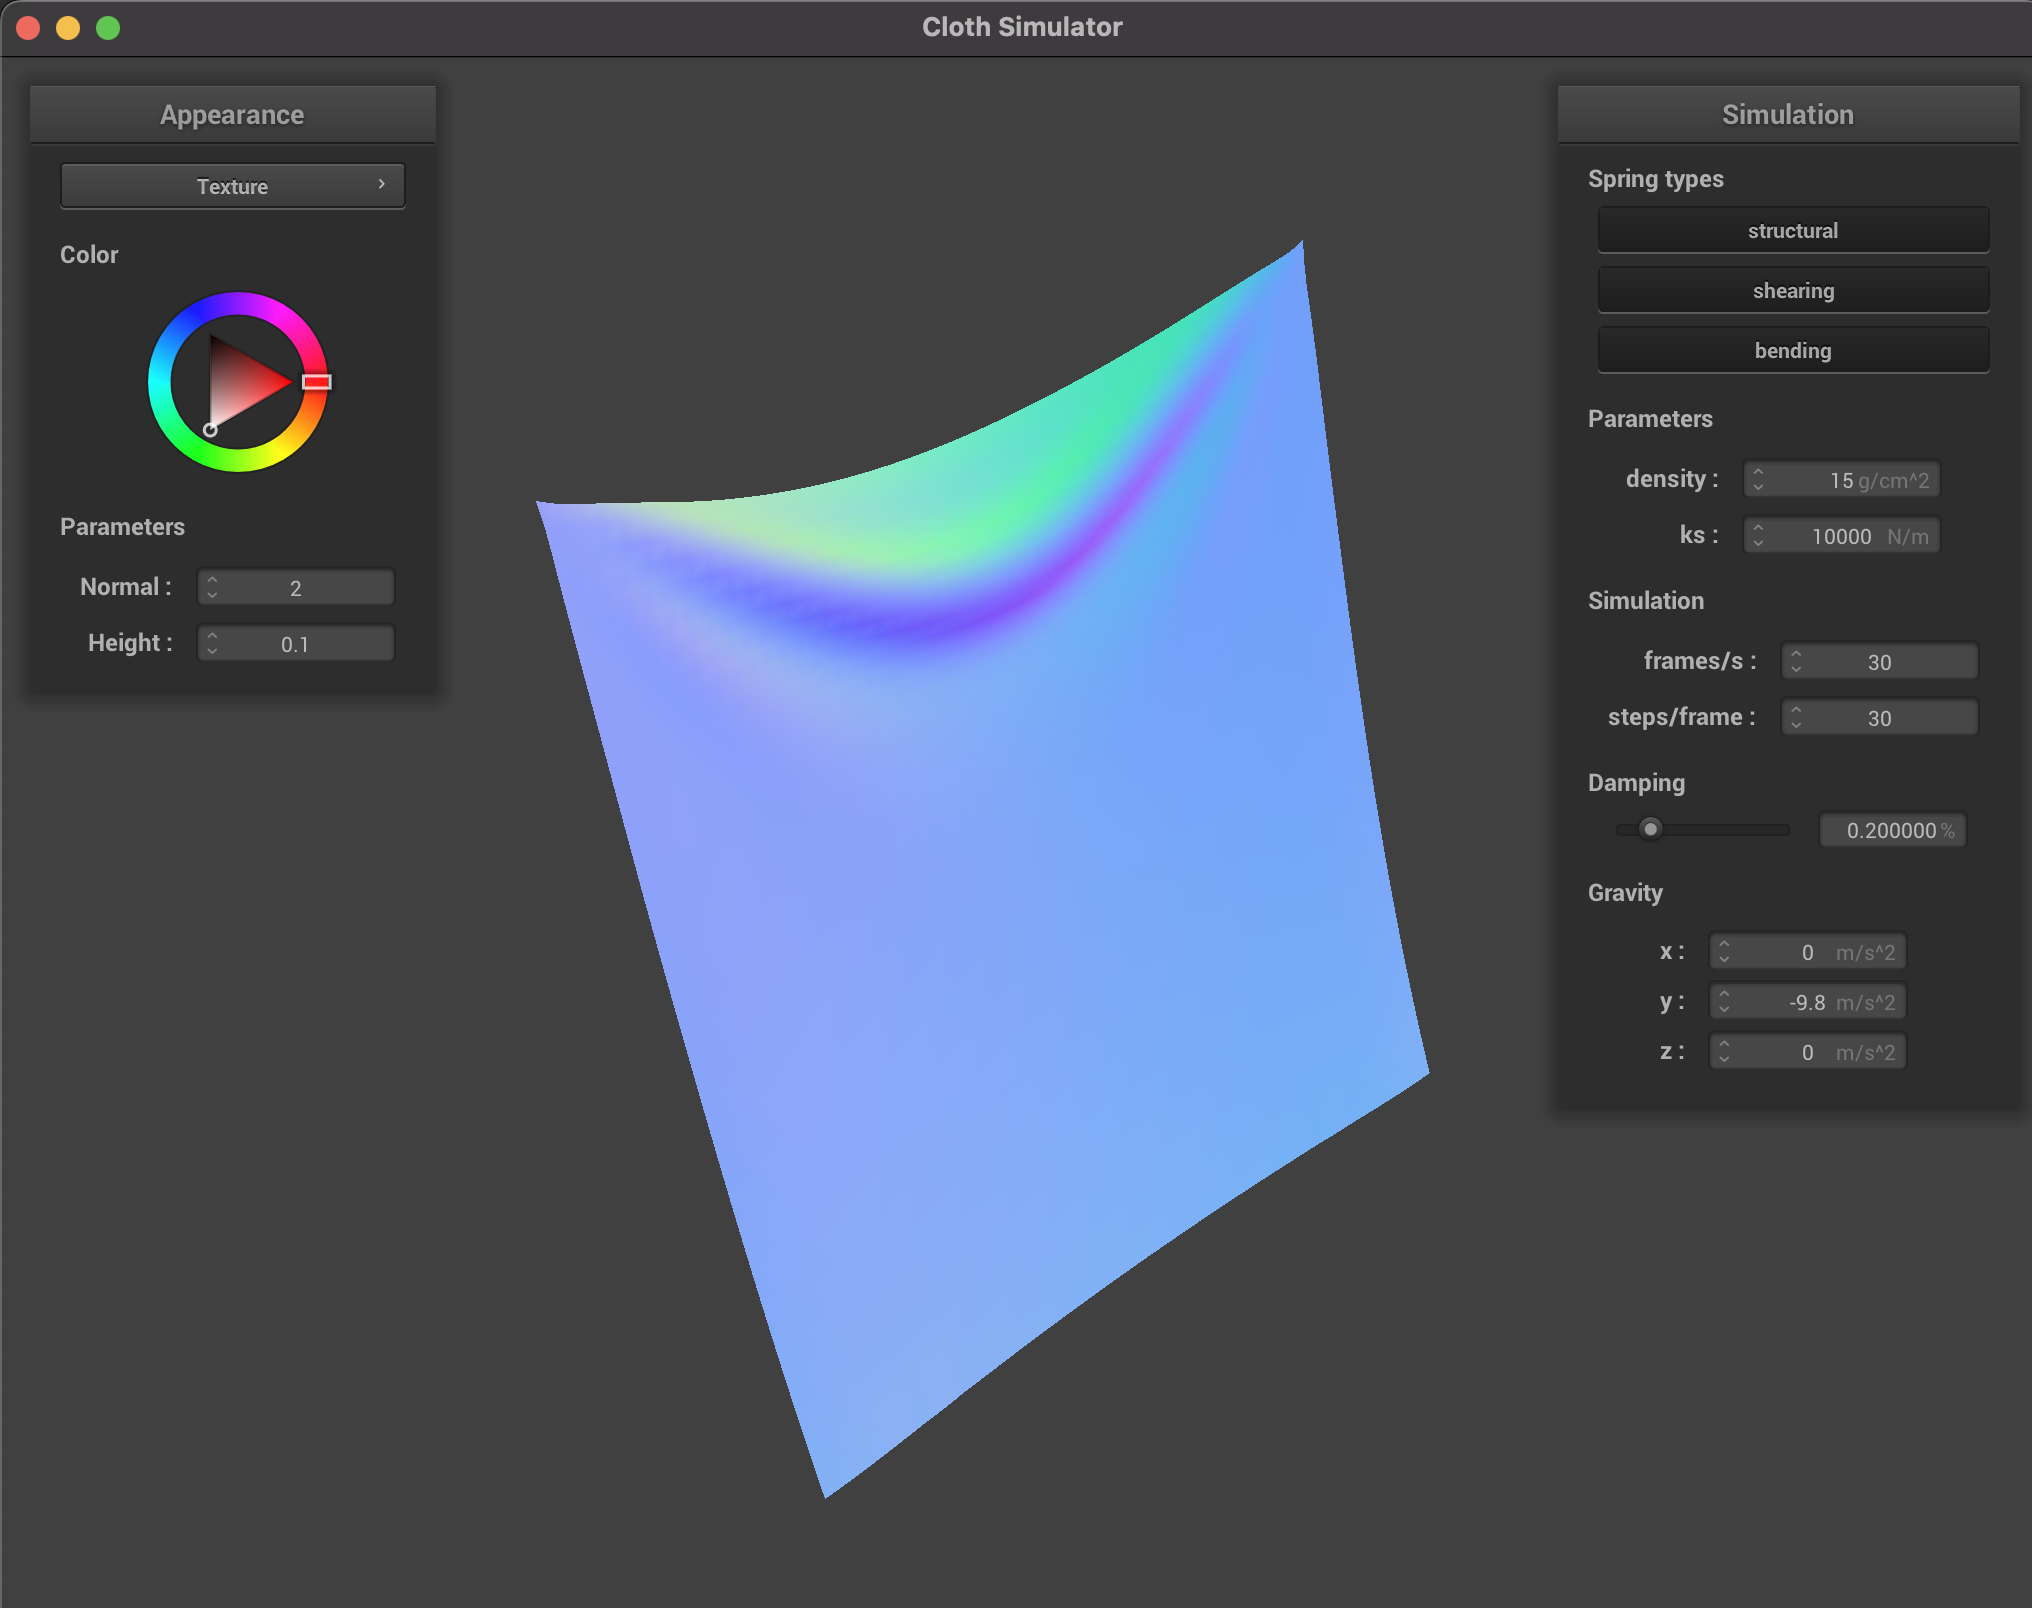 Cloth Simulator
Appearance
Texture
Color
Parameters
Normal : 2
Height : 0.1
Simulation
Spring types
structural
shearing
bending
Parameters
density : 15 g/cm^2
ks : 10000 N/m
Simulation
frames/s : 30
steps/frame : 30
Damping
0.200000 %
Gravity
x : 0 m/s^2
y : -9.8 m/s^2
z : 0 m/s^2